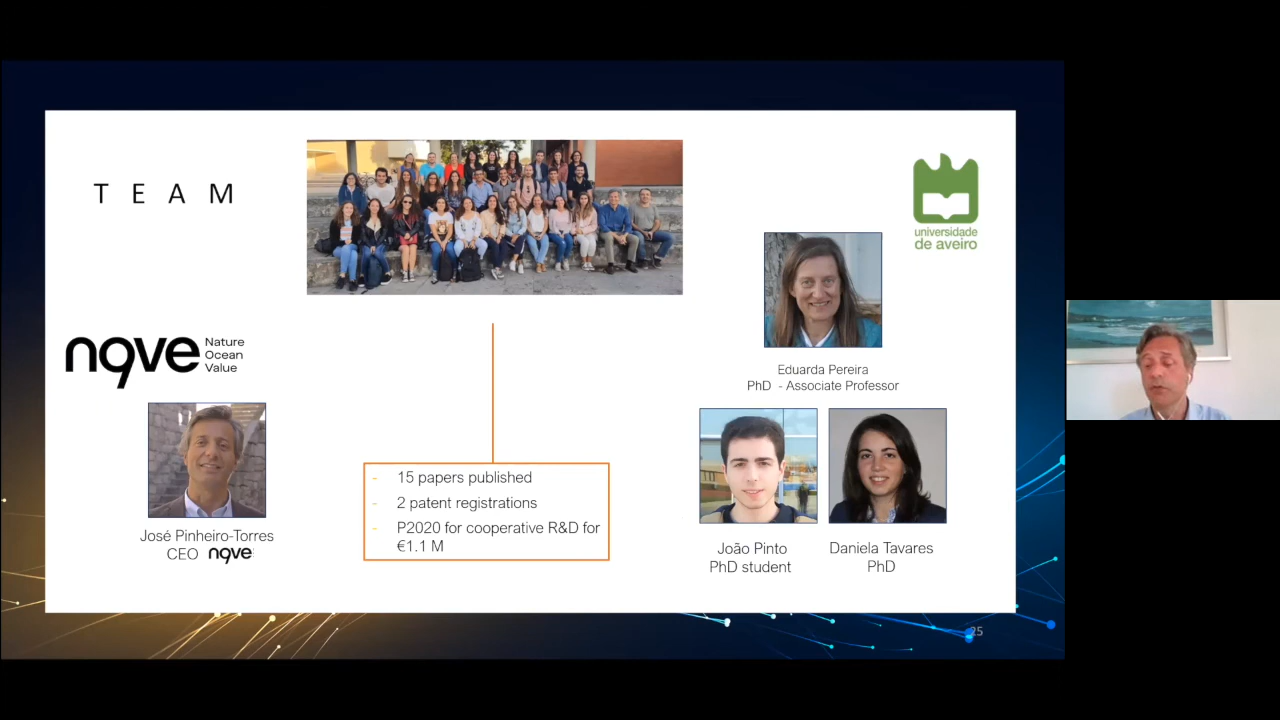 T E A M
universidade
de aveiro
nqve
Nature
Ocean
Value
Eduarda Pereira
PhD - Associate Professor
- 15 papers published
- 2 patent registrations
- P2020 for cooperative R&D for
€1.1 M
José Pinheiro-Torres
CEO nqve
João Pinto
PhD student
Daniela Tavares
PhD
25